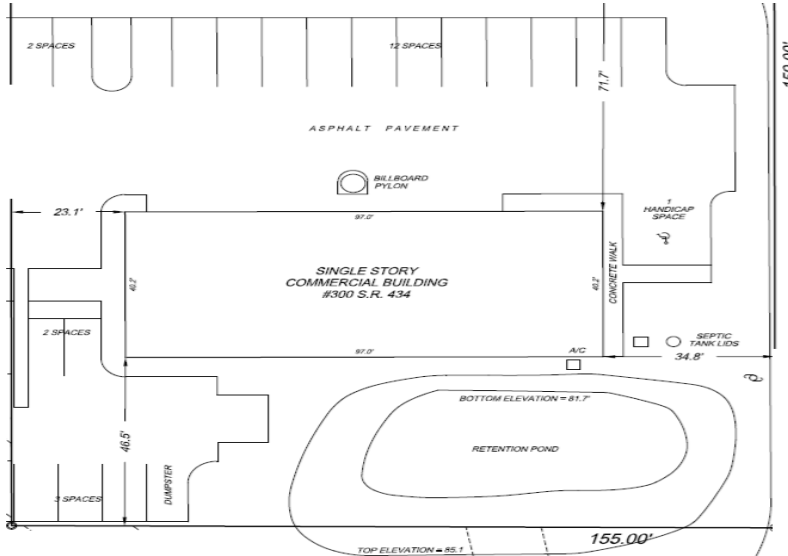 2 SPACES
12 SPACES
150.00'
71.7'
ASPHALT PAVEMENT
BILLBOARD
PYLON
23.1'
97.0'
1
HANDICAP
SPACE
40.2'
SINGLE STORY
COMMERCIAL BUILDING
#300 S.R. 434
40.2'
CONCRETE WALK
2 SPACES
97.0'
A/C
SEPTIC
TANK LIDS
34.8'
BOTTOM ELEVATION = 81.7'
46.5'
RETENTION POND
3 SPACES
DUMPSTER
155.00'
TOP ELEVATION = 85.1